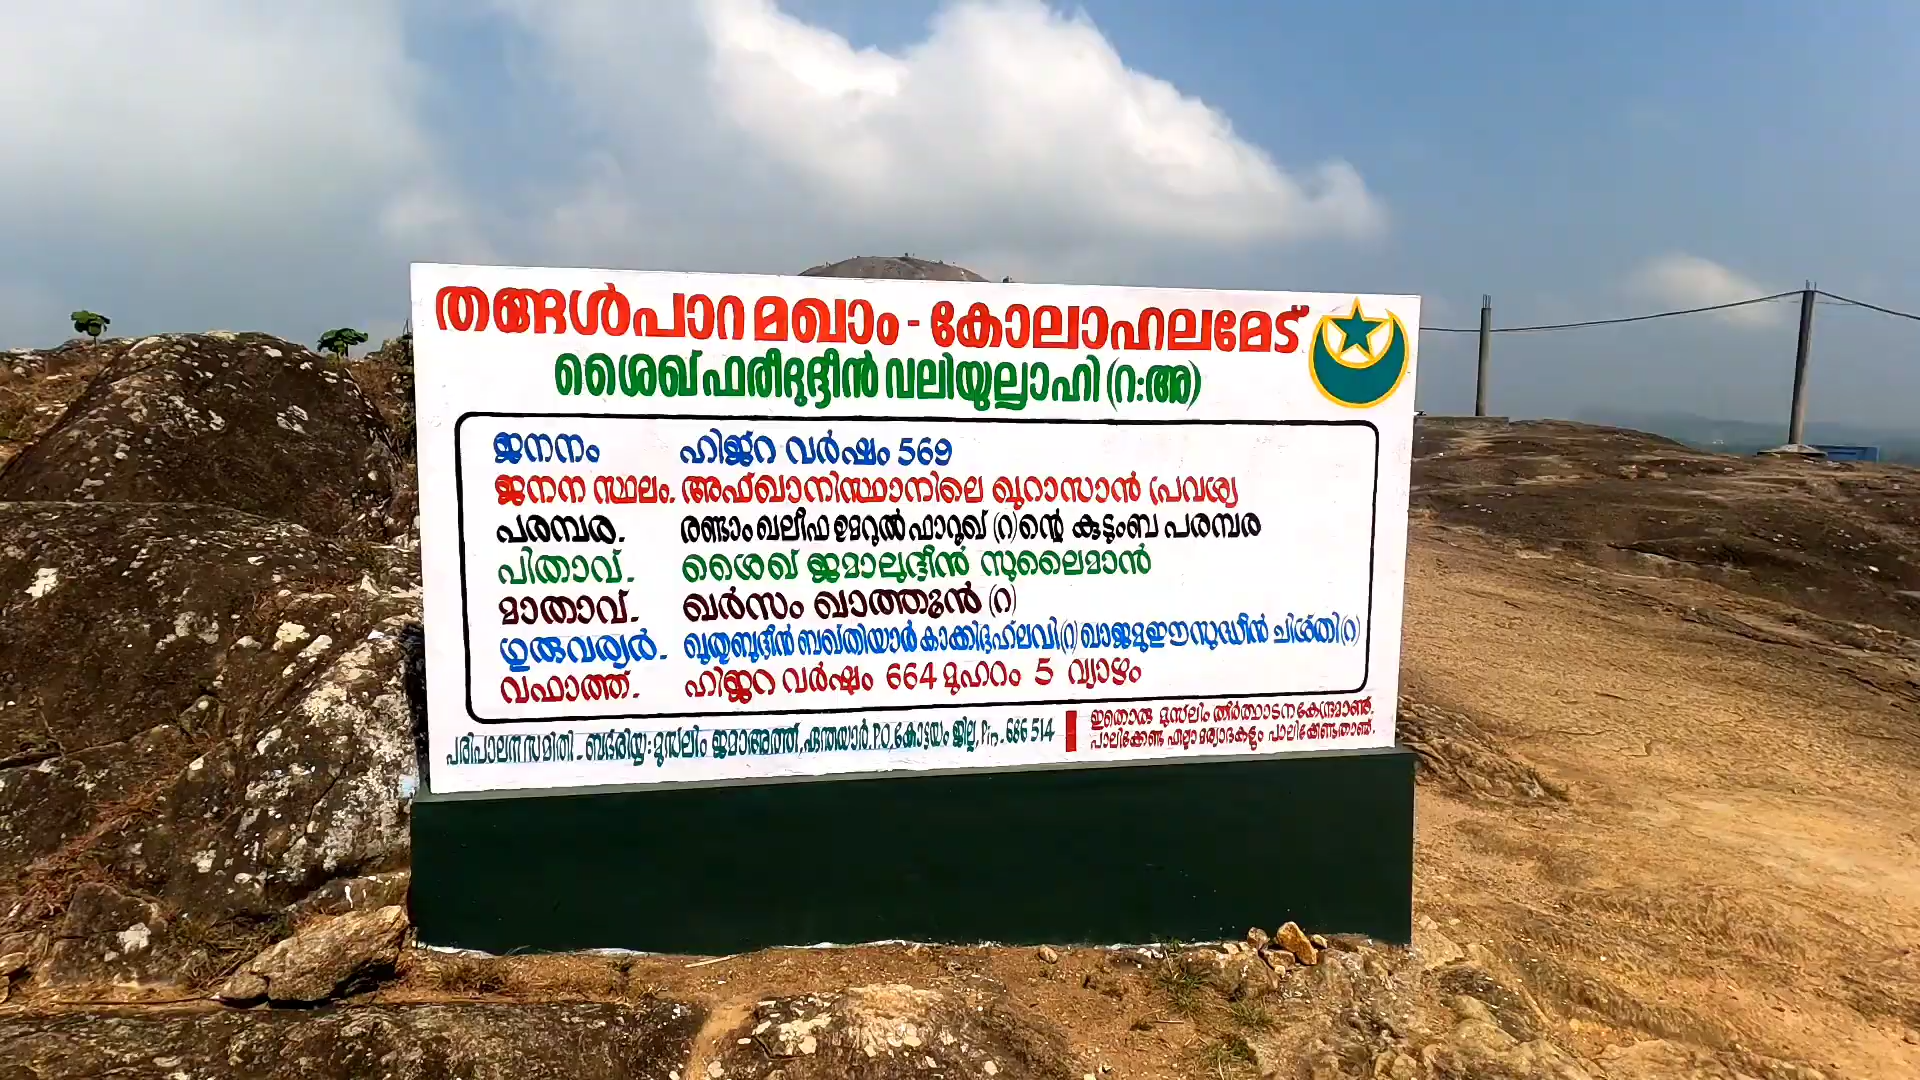 തങ്ങൾപാറ മഖാം - കോലാഹലമേട്
ശൈഖ് ഫരീദുദ്ദീൻ വലിയുല്ലാഹി (റ:അ)
ജനനം ഹിജ്റ വർഷം 569
ജനന സ്ഥലം. അഫ്ഖാനിസ്ഥാനിലെ ഖുറാസാൻ പ്രവശ്യ
പരമ്പര. രണ്ടാം ഖലീഫ ഉമറുൽ ഫാറൂഖ് (റ) ന്റെ കുടുംബ പരമ്പര
പിതാവ്. ശൈഖ് ജമാലുദ്ദീൻ സുലൈമാൻ
മാതാവ്. ഖർസം ഖാത്തൂൻ (റ)
ഗുരുവര്യർ. ഖുതുബുദ്ദീൻ ബഖ്തിയാർ കാക്കിദ്ദഹ്ലവി (റ) ഖാജമുഈനുദ്ധീൻ ചിശ്തി (റ)
വഫാത്ത്. ഹിജ്റ വർഷം 664 മുഹറം 5 വ്യാഴം
പരിപാലന സമിതി - ബദ്രിയ്യ: മുസ്ലിം ജമാഅത്ത്, ഏന്തയാർ.P.O, കോട്ടയം ജില്ല, Pin - 686 514
ഇതൊരു മുസ്ലിം തീർത്ഥാടന കേന്ദ്രമാണ്.
പാലിക്കേണ്ട എല്ലാ മര്യാദകളും പാലിക്കേണ്ടതാണ്.